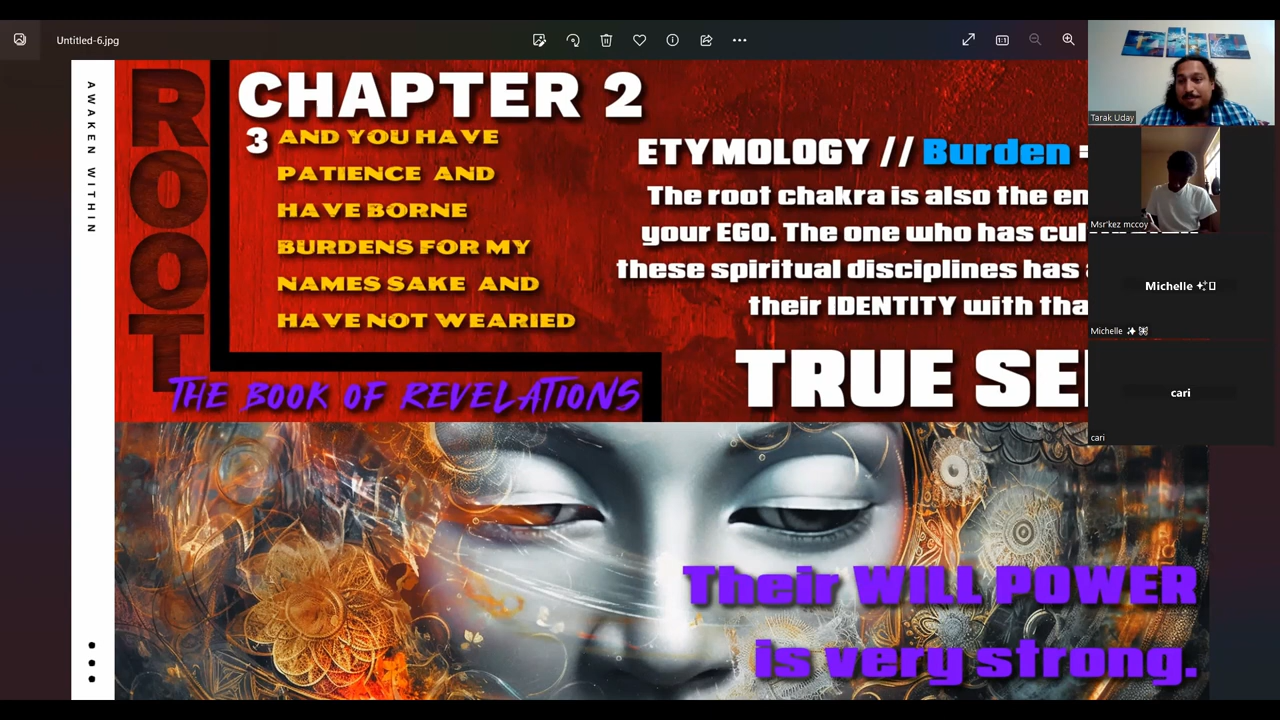 Untitled-6.jpg
AWAKEN WITHIN
ROOT
CHAPTER 2
3 AND YOU HAVE
PATIENCE AND
HAVE BORNE
BURDENS FOR MY
NAMES SAKE AND
HAVE NOT WEARIED
THE BOOK OF REVELATIONS
ETYMOLOGY // Burden =
The root chakra is also the
your EGO. The one who has
these spiritual disciplines has
their IDENTITY with
TRUE
Their WILL POWER
is very strong.
Tarak Uday
Msr'kez mccoy
Michelle
Michelle
cari
cari